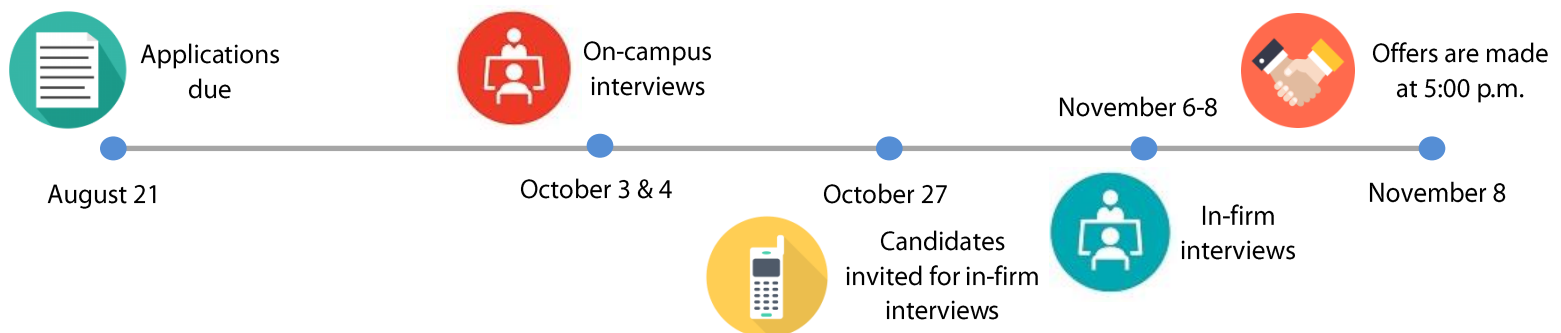 Applications
due
August 21
On-campus
interviews
October 3 & 4
October 27
Candidates
invited for in-firm
interviews
November 6-8
In-firm
interviews
Offers are made
at 5:00 p.m.
November 8